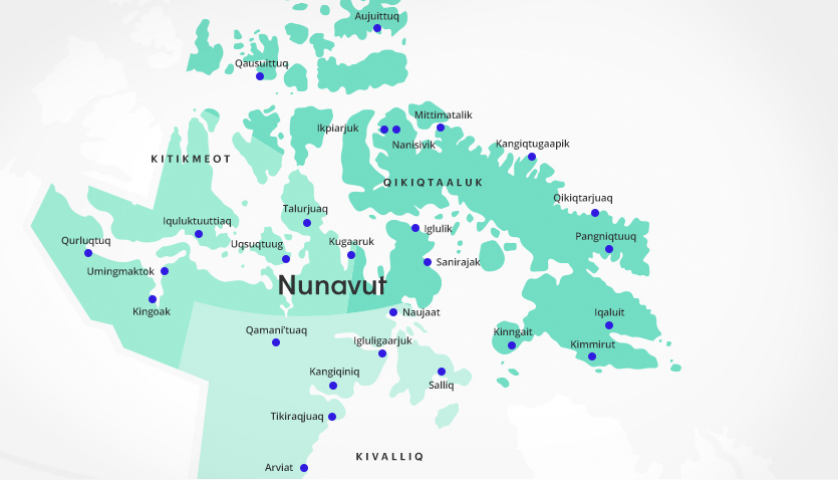 Aujuittuq
Qausuittuq
Mittimatalik
Ikpiarjuk
Nanisivik
Kangiqtugaapik
KITIKMEOT
QIKIQTAALUK
Qikiqtarjuaq
Talurjuaq
Iquluktuuttiaq
Iglulik
Pangniqtuuq
Qurluqtuq
Uqsuqtuug
Kugaaruk
Sanirajak
Umingmaktok
Nunavut
Kingoak
Naujaat
Iqaluit
Qamani'tuaq
Kinngait
Igluligaarjuk
Kimmirut
Kangiqiniq
Salliq
Tikiraqjuaq
KIVALLIQ
Arviat